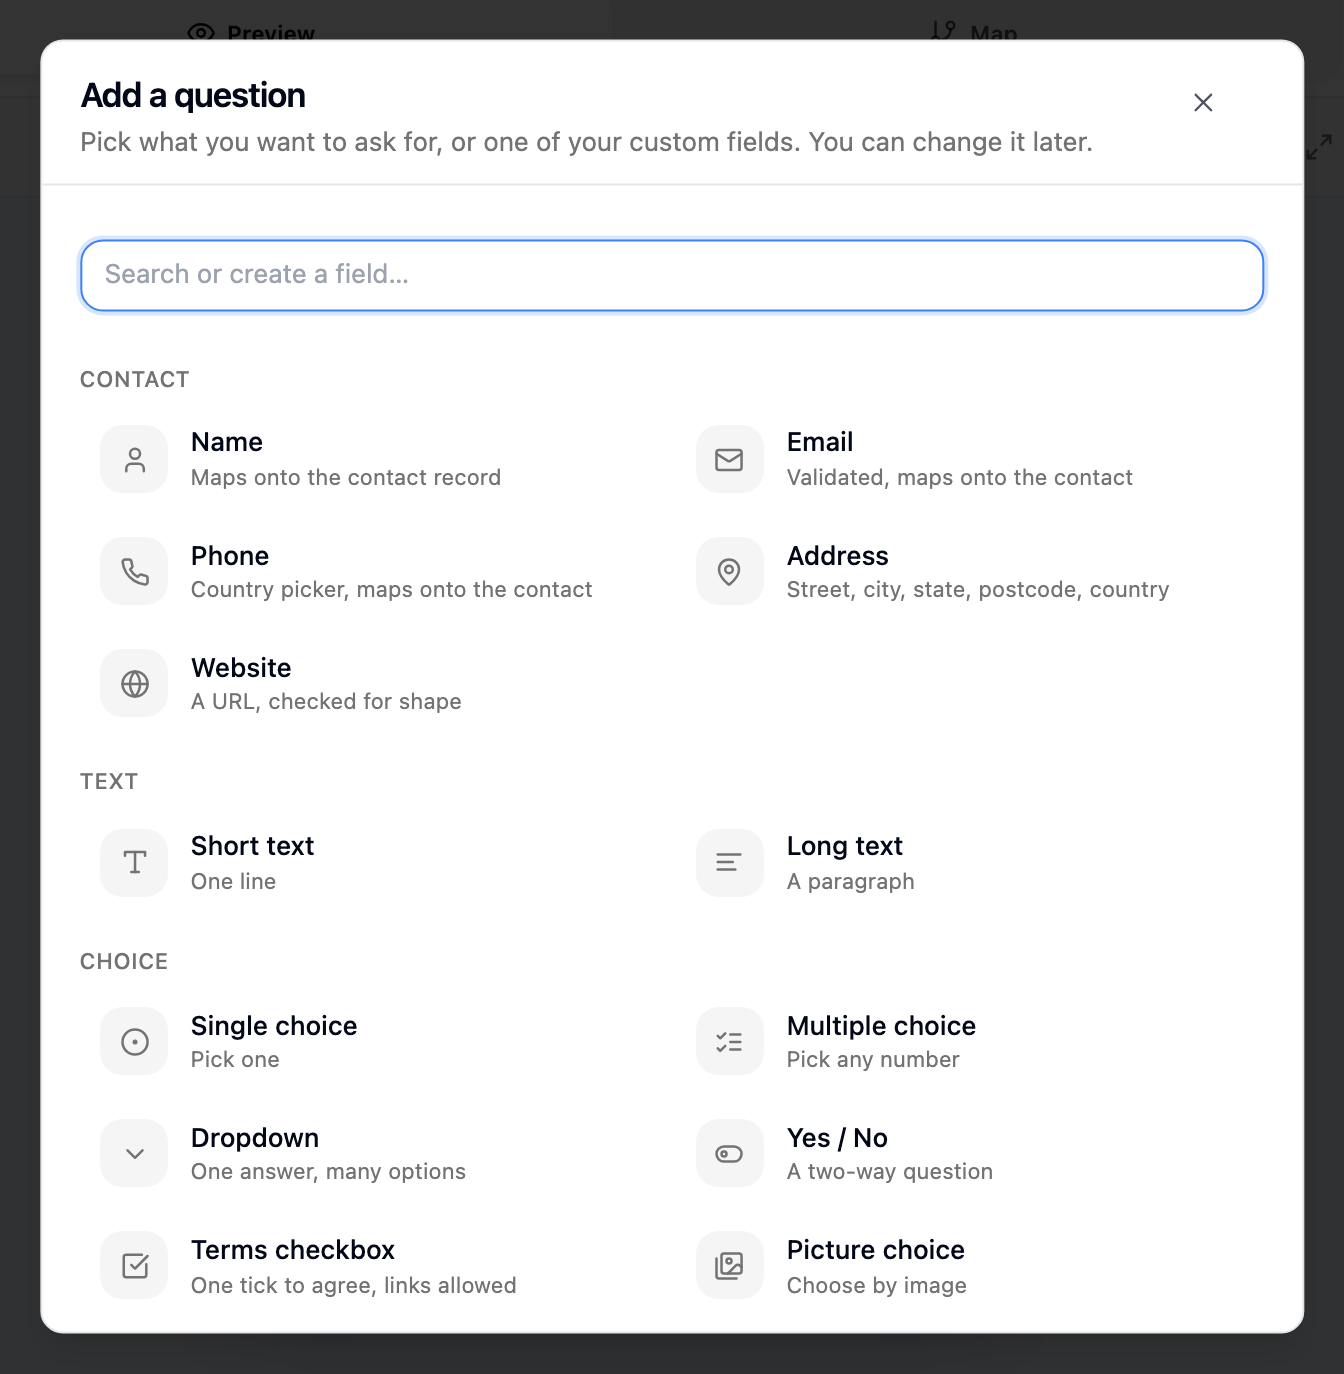 Preview
Map
Add a question
Pick what you want to ask for, or one of your custom fields. You can change it later.
Search or create a field...
CONTACT
Name
Maps onto the contact record
Email
Validated, maps onto the contact
Phone
Country picker, maps onto the contact
Address
Street, city, state, postcode, country
Website
A URL, checked for shape
TEXT
Short text
One line
Long text
A paragraph
CHOICE
Single choice
Pick one
Multiple choice
Pick any number
Dropdown
One answer, many options
Yes / No
A two-way question
Terms checkbox
One tick to agree, links allowed
Picture choice
Choose by image